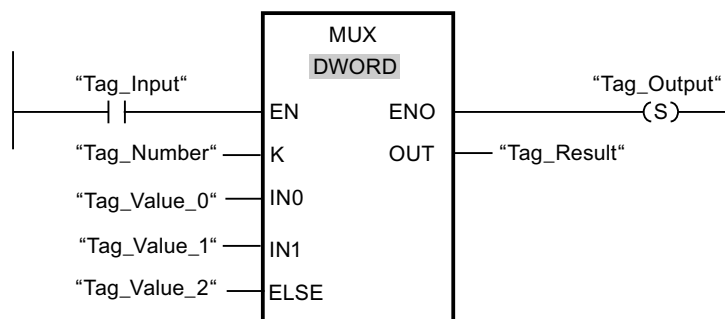 MUX
DWORD
“Tag_Input“
“Tag_Output“
EN
ENO
(S)
“Tag_Number“
K
OUT
“Tag_Result“
“Tag_Value_0“
IN0
“Tag_Value_1“
IN1
“Tag_Value_2“
ELSE